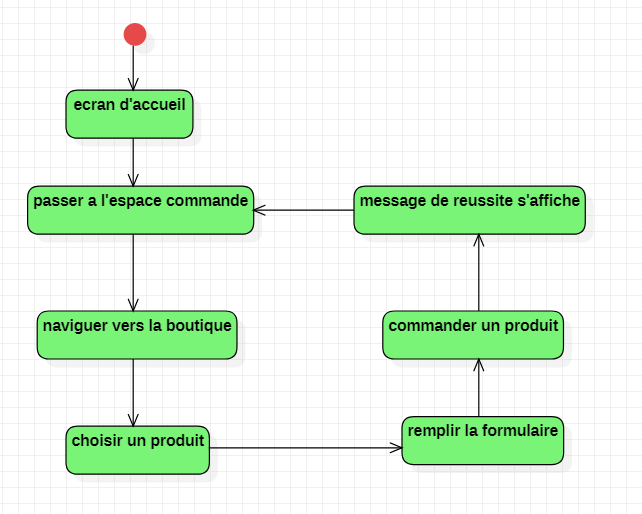 ecran d'accueil
passer a l'espace commande
naviguer vers la boutique
choisir un produit
remplir la formulaire
commander un produit
message de reussite s'affiche